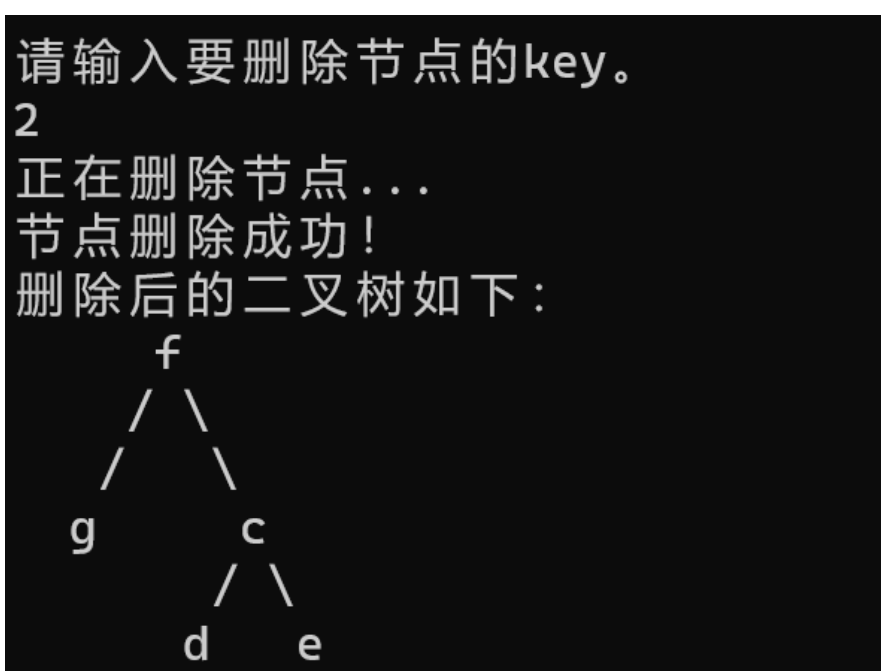 请输入要删除节点的key。
2
正在删除节点...
节点删除成功!
删除后的二叉树如下:
     f
    / \
   /   \
  g     c
       / \
      d   e